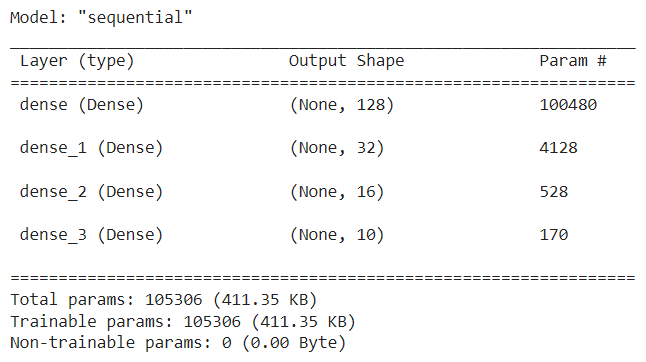 Model: "sequential"
_________________________________________________________________
Layer (type) Output Shape Param #
=================================================================
dense (Dense) (None, 128) 100480
dense_1 (Dense) (None, 32) 4128
dense_2 (Dense) (None, 16) 528
dense_3 (Dense) (None, 10) 170
=================================================================
Total params: 105306 (411.35 KB)
Trainable params: 105306 (411.35 KB)
Non-trainable params: 0 (0.00 Byte)